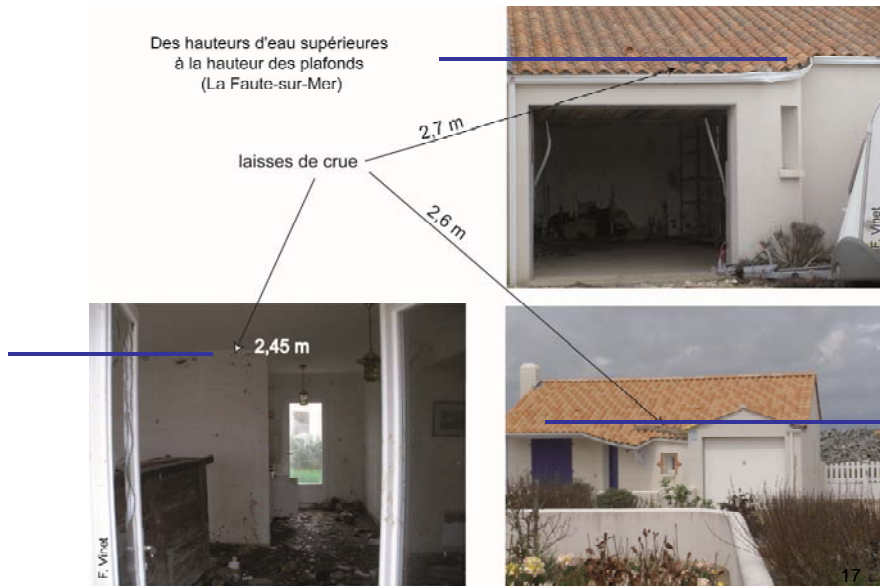 Des hauteurs d'eau supérieures
à la hauteur des plafonds
(La Faute-sur-Mer)
2,7 m
laisses de crue
2,6 m
F. Vinet
2,45 m
F. Vinet
17